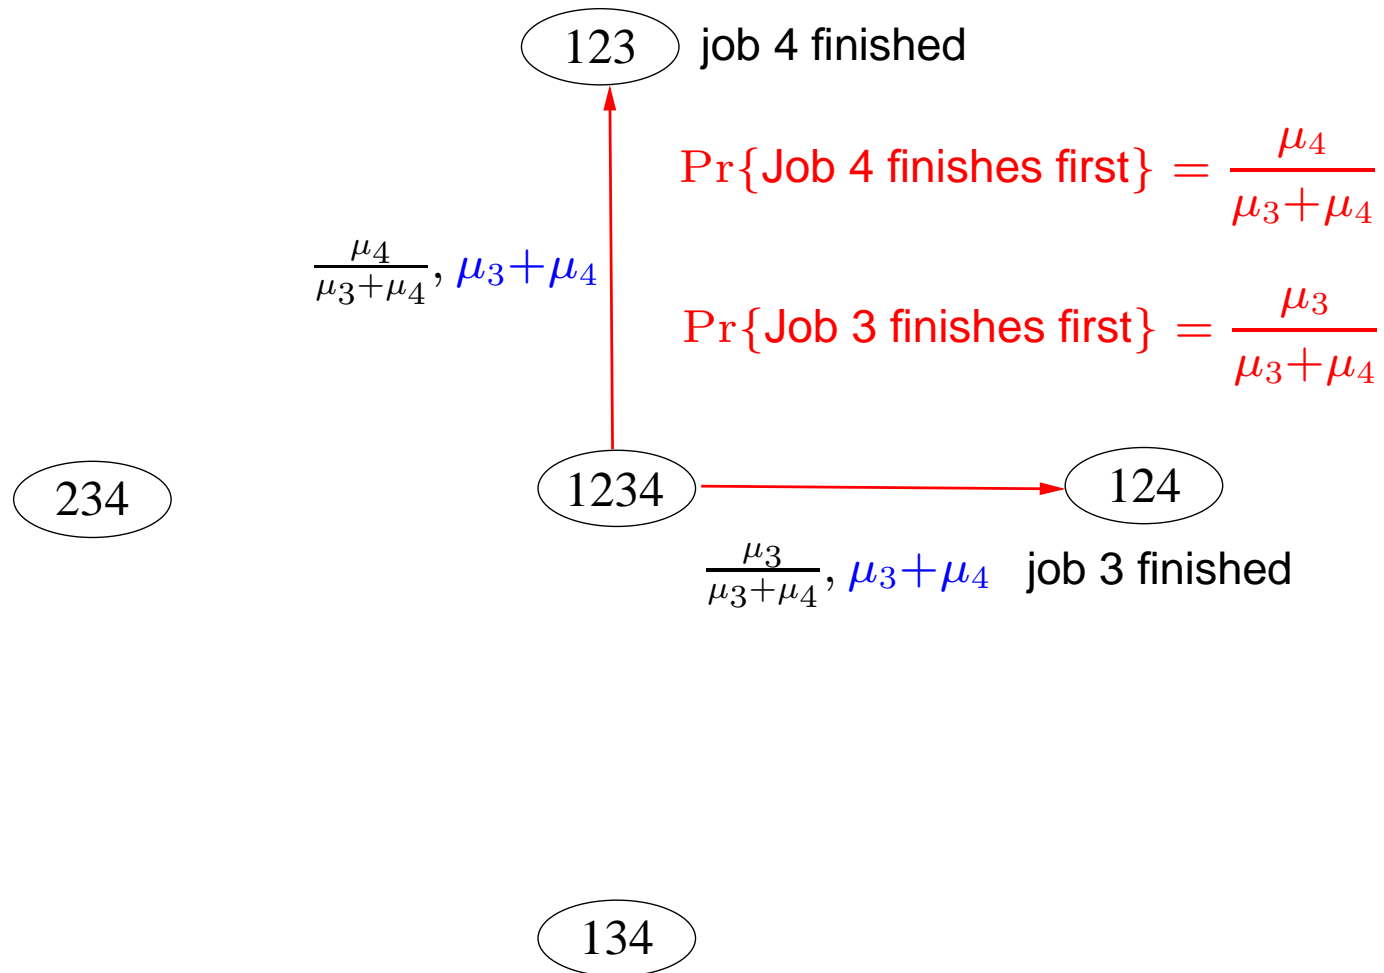 123 job 4 finished
Pr{Job 4 finishes first} = μ₄/(μ₃+μ₄)
μ₄/(μ₃+μ₄), μ₃+μ₄
Pr{Job 3 finishes first} = μ₃/(μ₃+μ₄)
234 1234 124
μ₃/(μ₃+μ₄), μ₃+μ₄ job 3 finished
134